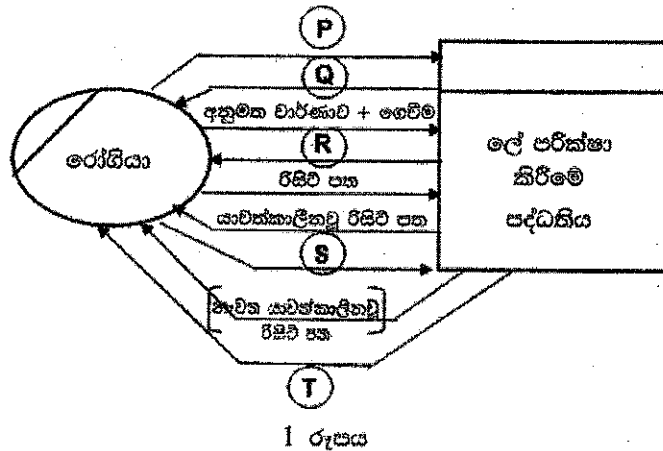 P
Q
අනුමත වාර්ණාව + ගෙවීම
R
රෝගියා
ලේ පරීක්ෂා
කිරීමේ
පද්ධතිය
රිසිට් පත
යාවත්කාලීනවූ රිසිට් පත
S
නැවත යාවත්කාලීනවූ
රිසිට් පත
T
1 රූපය